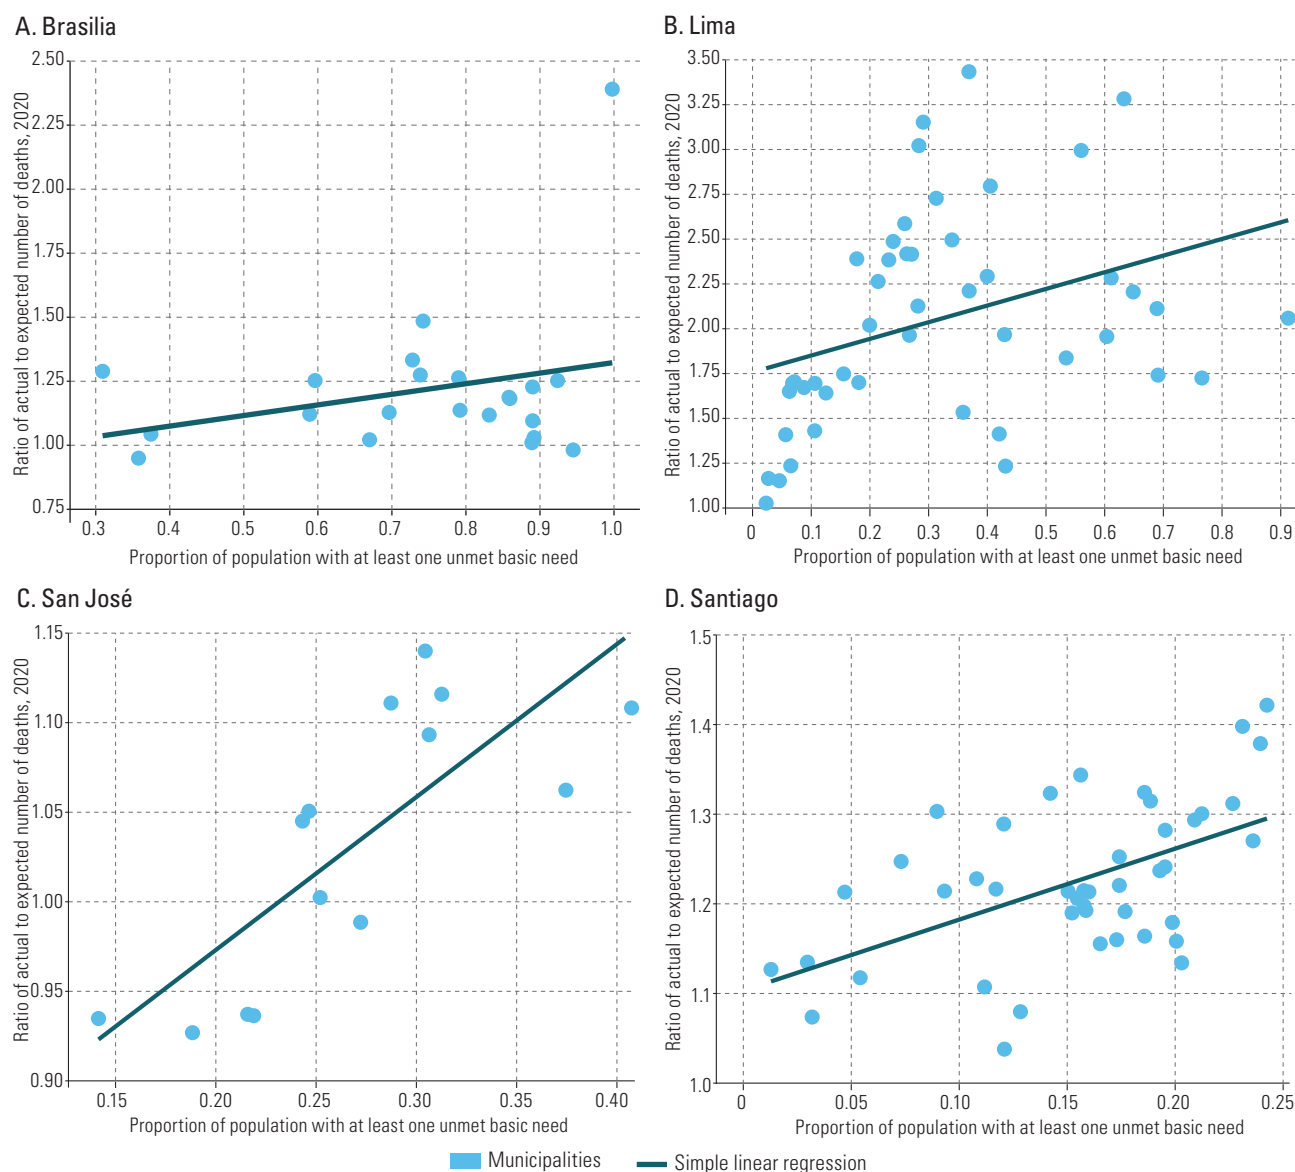 A. Brasilia
Ratio of actual to expected number of deaths, 2020
2.50
2.25
2.00
1.75
1.50
1.25
1.00
0.75
0.3 0.4 0.5 0.6 0.7 0.8 0.9 1.0
Proportion of population with at least one unmet basic need
B. Lima
Ratio of actual to expected number of deaths, 2020
3.50
3.00
2.75
2.50
2.25
2.00
1.75
1.50
1.25
1.00
0 0.1 0.2 0.3 0.4 0.5 0.6 0.7 0.8 0.9
Proportion of population with at least one unmet basic need
C. San José
Ratio of actual to expected number of deaths, 2020
1.15
1.10
1.05
1.00
0.95
0.90
0.15 0.20 0.25 0.30 0.35 0.40
Proportion of population with at least one unmet basic need
D. Santiago
Ratio of actual to expected number of deaths, 2020
1.5
1.4
1.3
1.2
1.1
1.0
0 0.05 0.10 0.15 0.20 0.25
Proportion of population with at least one unmet basic need
Municipalities
Simple linear regression